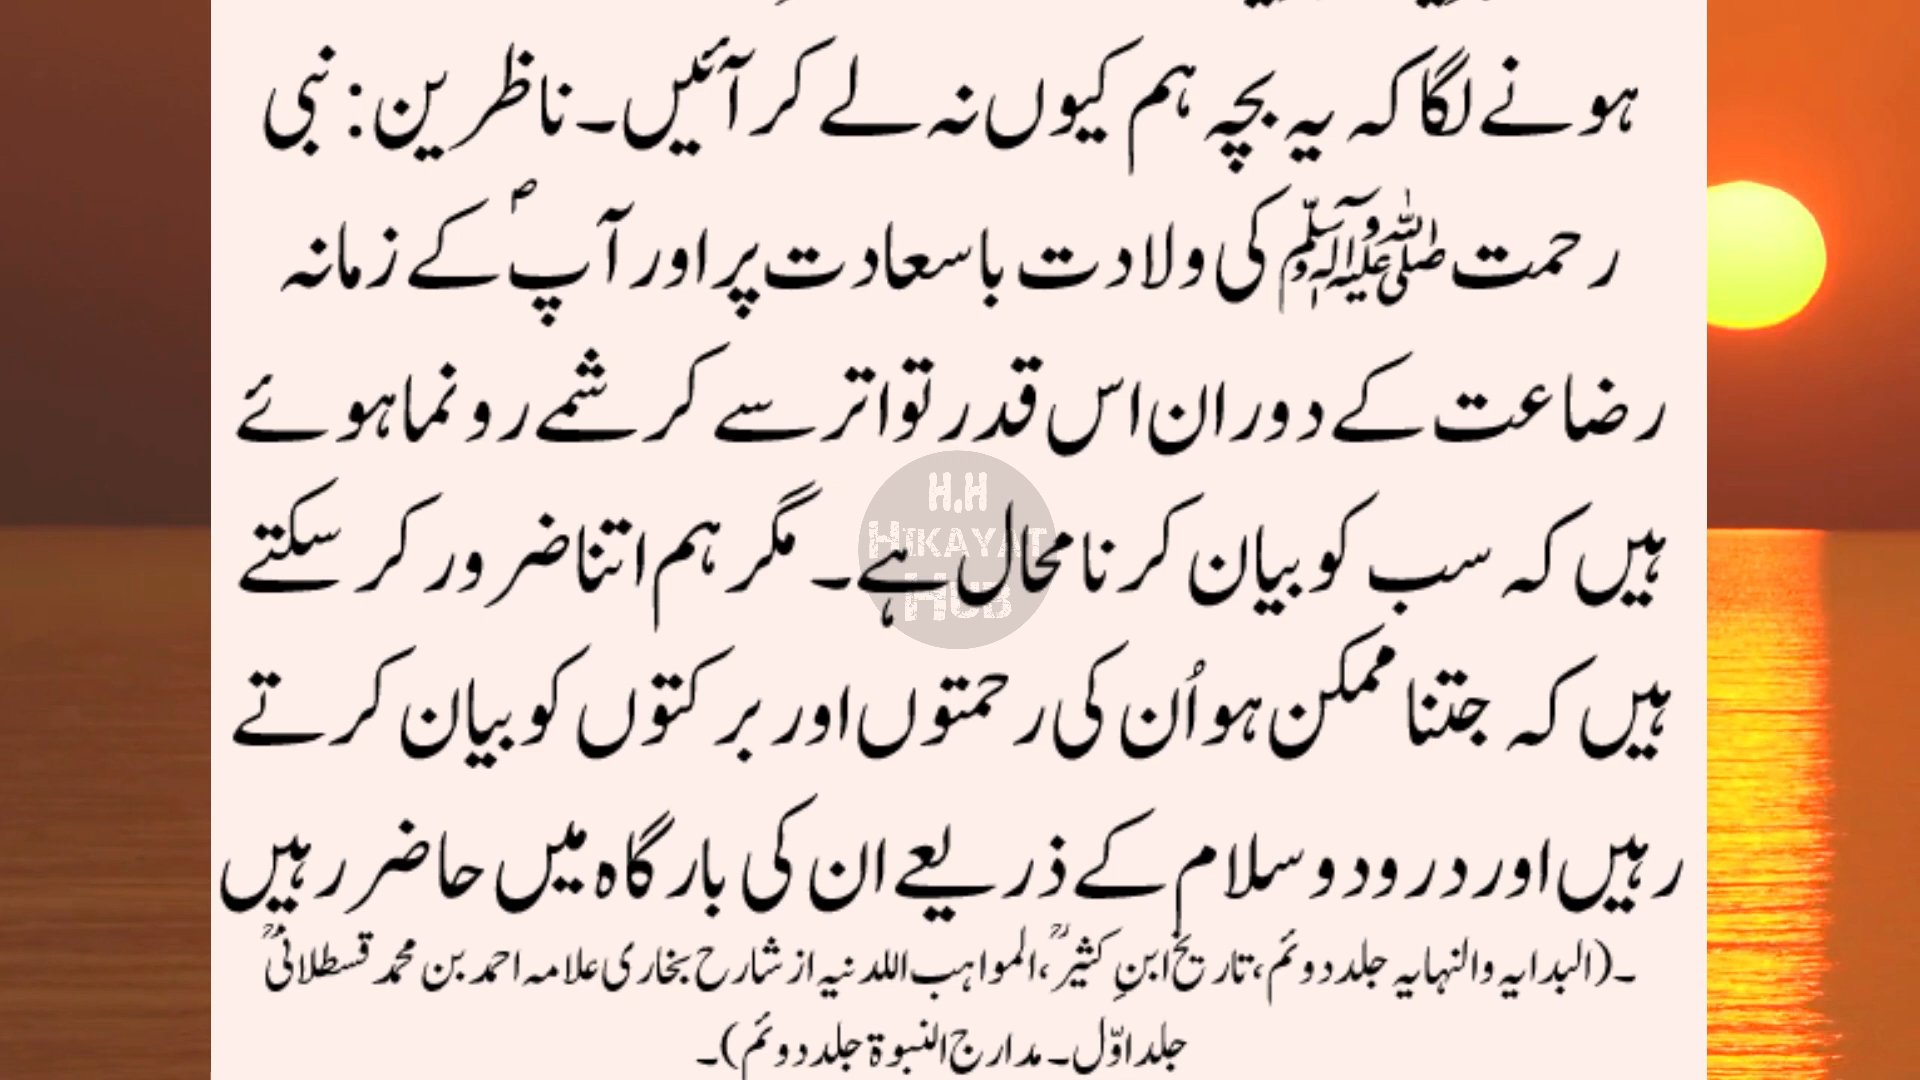 ہونے لگا کہ یہ بچہ ہم کیوں نہ لے کر آئیں۔ ناظرین: نبی
رحمت ﷺ کی ولادت باسعادت پر اور آپؐ کے زمانہ
رضاعت کے دوران اس قدر تواتر سے کرشمے رونما ہوئے
ہیں کہ سب کو بیان کرنا محال ہے۔ مگر ہم اتنا ضرور کر سکتے
ہیں کہ جتنا ممکن ہو اُن کی رحمتوں اور برکتوں کو بیان کرتے
رہیں اور درود و سلام کے ذریعے ان کی بارگاہ میں حاضر رہیں
۔(البدایہ والنہایہ جلد دوئم، تاریخ ابنِ کثیرؒ، المواہب اللدنیہ از شارح بخاری علامہ احمد بن محمد قسطلانیؒ
جلد اوّل۔ مدارج النبوۃ جلد دوئم)۔
H.H
HIKAYAT
HUB